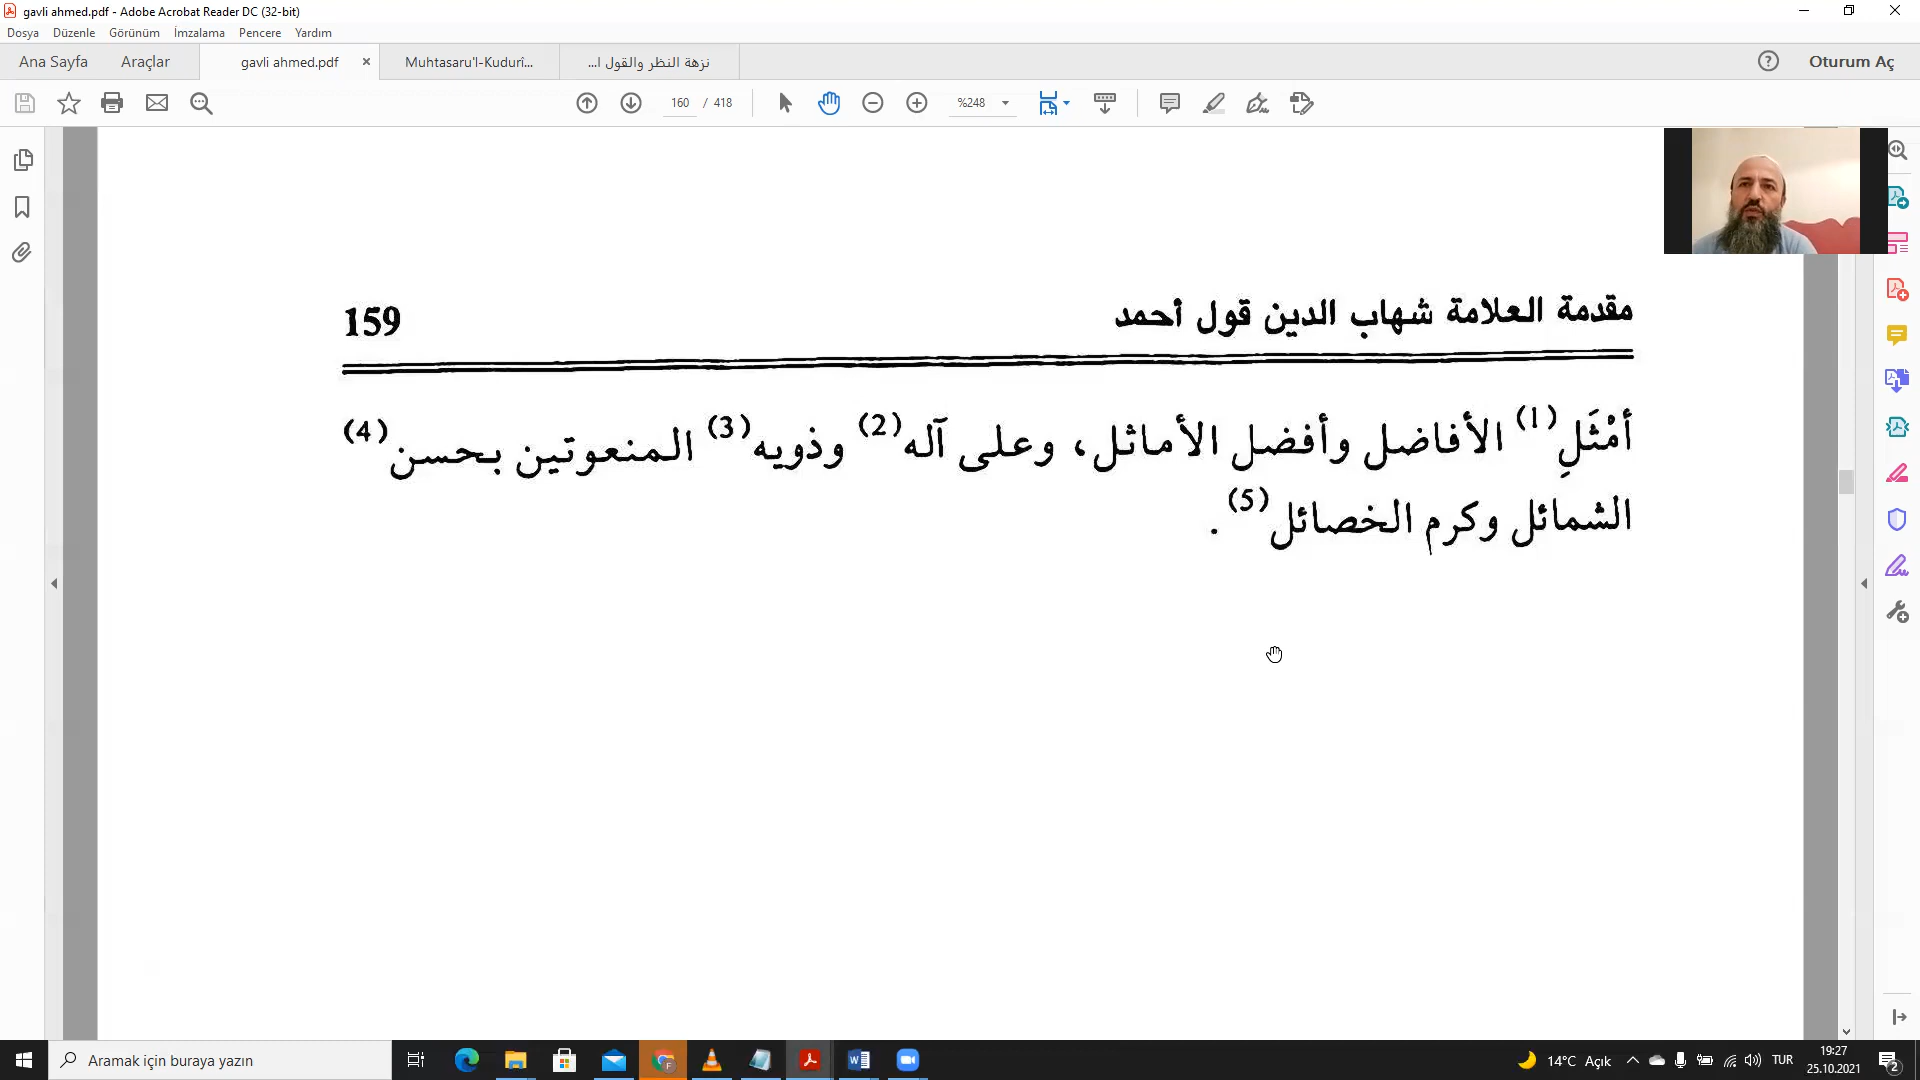 gavli ahmed.pdf - Adobe Acrobat Reader DC (32-bit)
Dosya Düzenle Görünüm İmzalama Pencere Yardım
Ana Sayfa Araçlar gavli ahmed.pdf × Muhtasaru'l-Kudurî... نزهة النظر والقول ا... ? Oturum Aç
160 / 418 %248
مقدمة العلامة شهاب الدين قول أحمد 159
أمْثَلِ(1) الأفاضل وأفضل الأماثل، وعلى آله(2) وذويه(3) المنعوتين بحسن(4)
الشمائل وكرم الخصائل(5).
Aramak için buraya yazın 14°C Açık TUR 19:27
25.10.2021 2